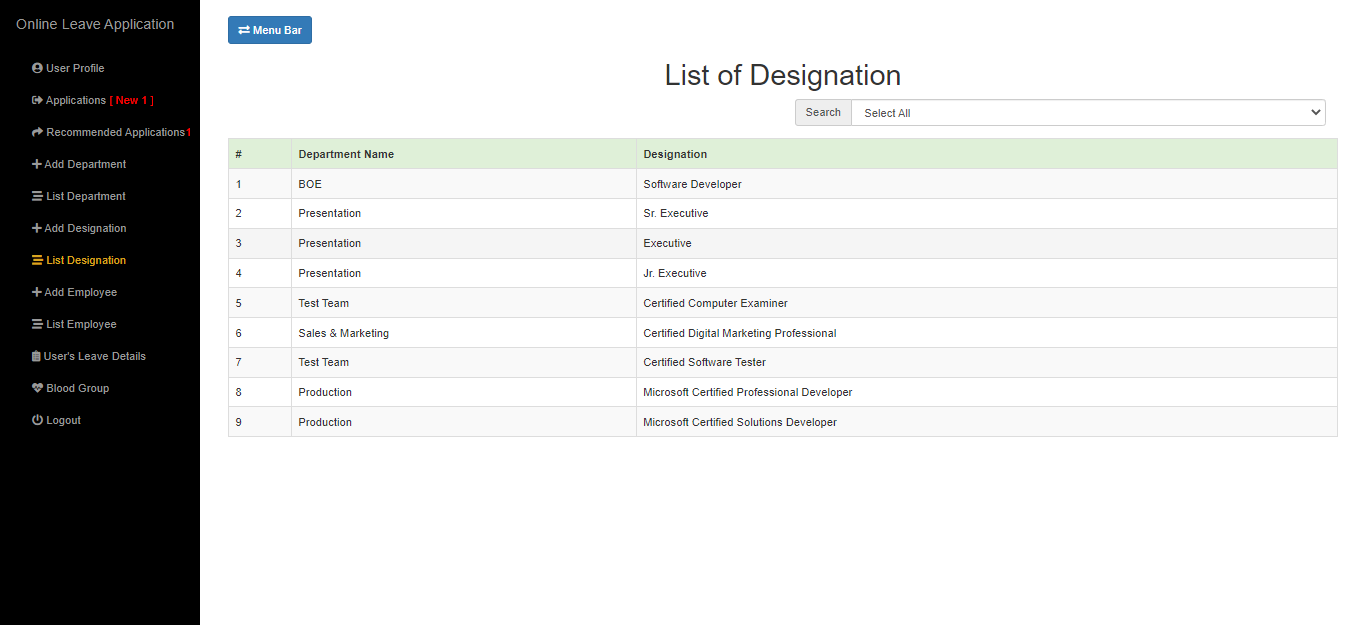 Online Leave Application
User Profile
Applications [ New 1 ]
Recommended Applications1
Add Department
List Department
Add Designation
List Designation
Add Employee
List Employee
User's Leave Details
Blood Group
Logout
Menu Bar
List of Designation
Search Select All
# Department Name Designation
1 BOE Software Developer
2 Presentation Sr. Executive
3 Presentation Executive
4 Presentation Jr. Executive
5 Test Team Certified Computer Examiner
6 Sales & Marketing Certified Digital Marketing Professional
7 Test Team Certified Software Tester
8 Production Microsoft Certified Professional Developer
9 Production Microsoft Certified Solutions Developer